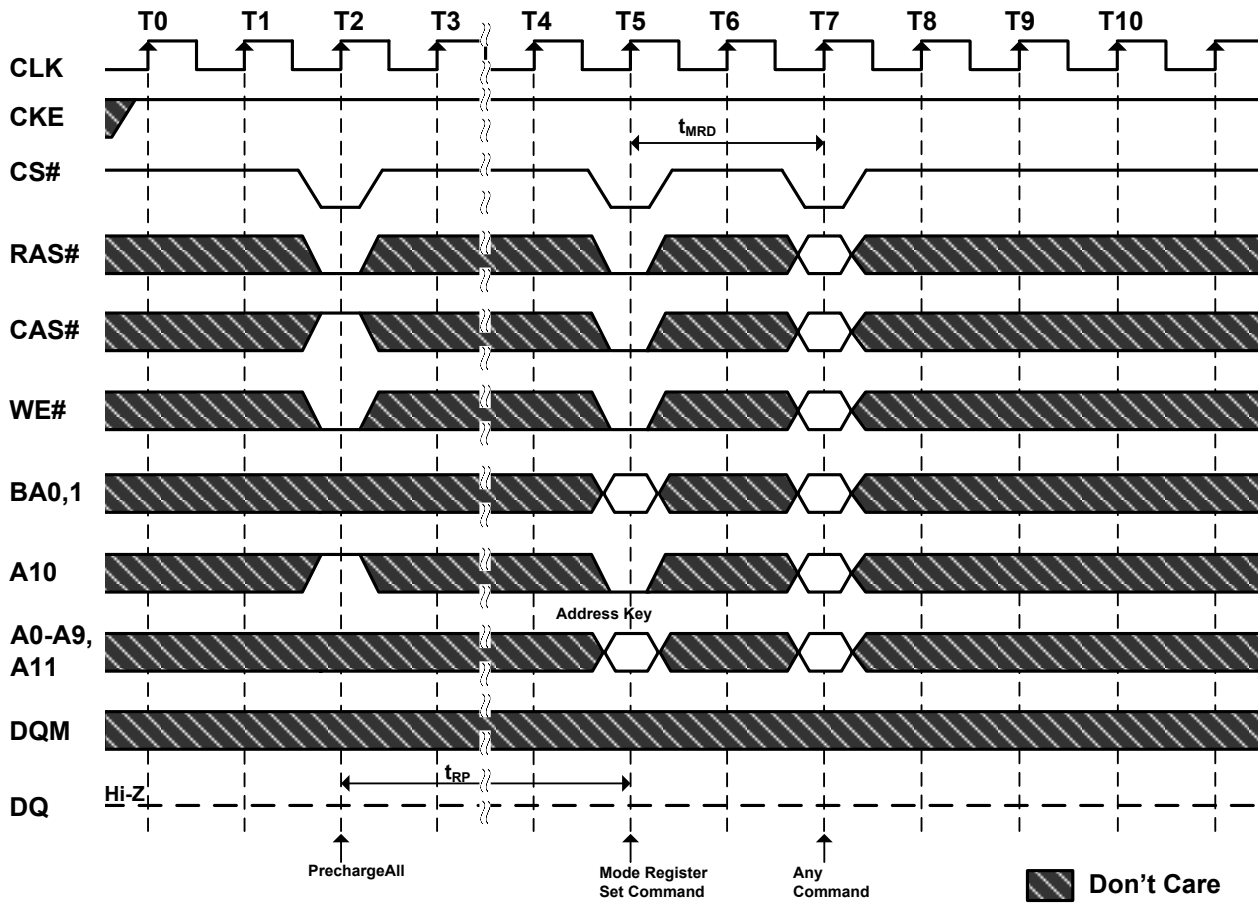 T0 T1 T2 T3 T4 T5 T6 T7 T8 T9 T10
CLK
CKE
tMRD
CS#
RAS#
CAS#
WE#
BA0,1
A10
Address Key
A0-A9,
A11
DQM
tRP
Hi-Z
DQ
PrechargeAll
Mode Register
Set Command
Any
Command
Don't Care